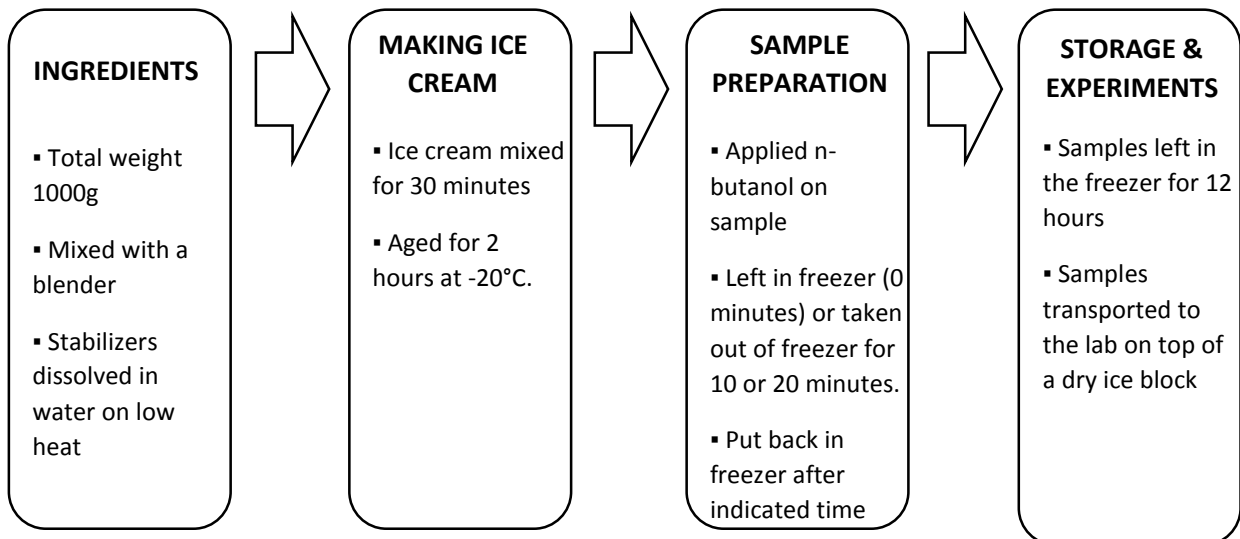 INGREDIENTS
▪ Total weight
1000g
▪ Mixed with a
blender
▪ Stabilizers
dissolved in
water on low
heat
MAKING ICE
CREAM
▪ Ice cream mixed
for 30 minutes
▪ Aged for 2
hours at -20°C.
SAMPLE
PREPARATION
▪ Applied n-
butanol on
sample
▪ Left in freezer (0
minutes) or taken
out of freezer for
10 or 20 minutes.
▪ Put back in
freezer after
indicated time
STORAGE &
EXPERIMENTS
▪ Samples left in
the freezer for 12
hours
▪ Samples
transported to
the lab on top of
a dry ice block